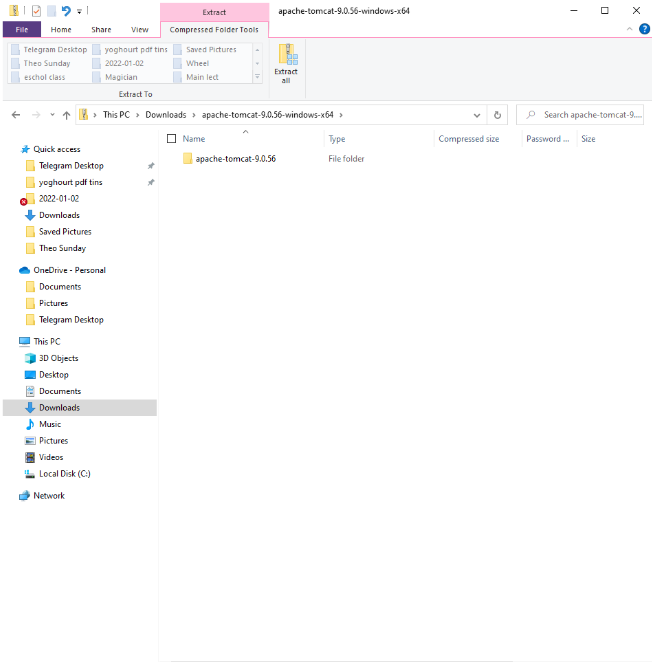 Extract
apache-tomcat-9.0.56-windows-x64
File
Home
Share
View
Compressed Folder Tools
Telegram Desktop
yoghourt pdf tins
Saved Pictures
Theo Sunday
2022-01-02
Wheel
eschol class
Magician
Main lect
Extract To
Extract
all
This PC > Downloads > apache-tomcat-9.0.56-windows-x64 >
Search apache-tomcat-9....
Name
Type
Compressed size
Password ...
Size
apache-tomcat-9.0.56
File folder
Quick access
Telegram Desktop
yoghourt pdf tins
2022-01-02
Downloads
Saved Pictures
Theo Sunday
OneDrive - Personal
Documents
Pictures
Telegram Desktop
This PC
3D Objects
Desktop
Documents
Downloads
Music
Pictures
Videos
Local Disk (C:)
Network